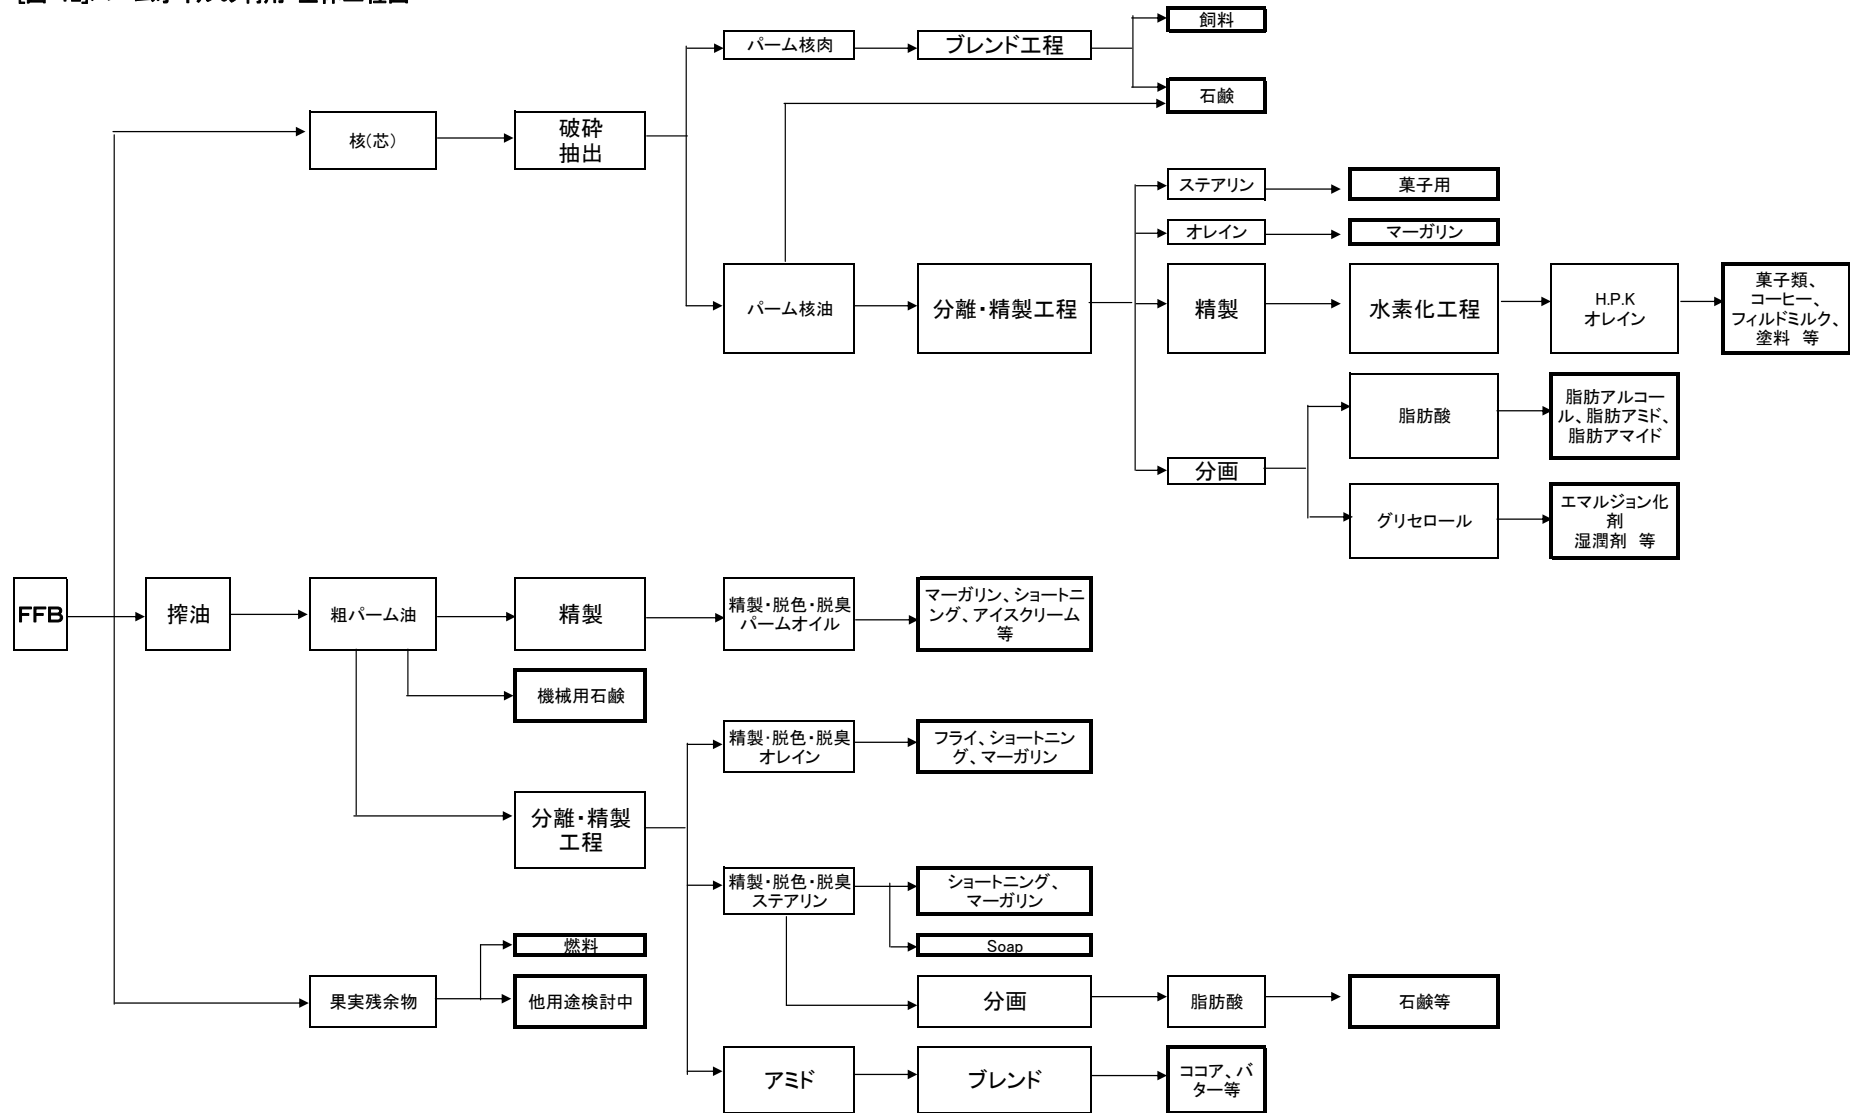 パーム核肉
ブレンド工程
飼料
石鹸
核(芯)
破砕
抽出
ステアリン
菓子用
オレイン
マーガリン
パーム核油
分離・精製工程
精製
水素化工程
H.P.K
オレイン
菓子類、
コーヒー、
フィルドミルク、
塗料 等
脂肪酸
脂肪アルコー
ル、脂肪アミド、
脂肪アマイド
分画
グリセロール
エマルジョン化
剤
湿潤剤 等
FFB
搾油
粗パーム油
精製
精製・脱色・脱臭
パームオイル
マーガリン、ショートニ
ング、アイスクリーム
等
機械用石鹸
精製・脱色・脱臭
オレイン
フライ、ショートニン
グ、マーガリン
分離・精製
工程
精製・脱色・脱臭
ステアリン
ショートニング、
マーガリン
燃料
Soap
果実残余物
他用途検討中
分画
脂肪酸
石鹸等
アミド
ブレンド
ココア、バ
ター等